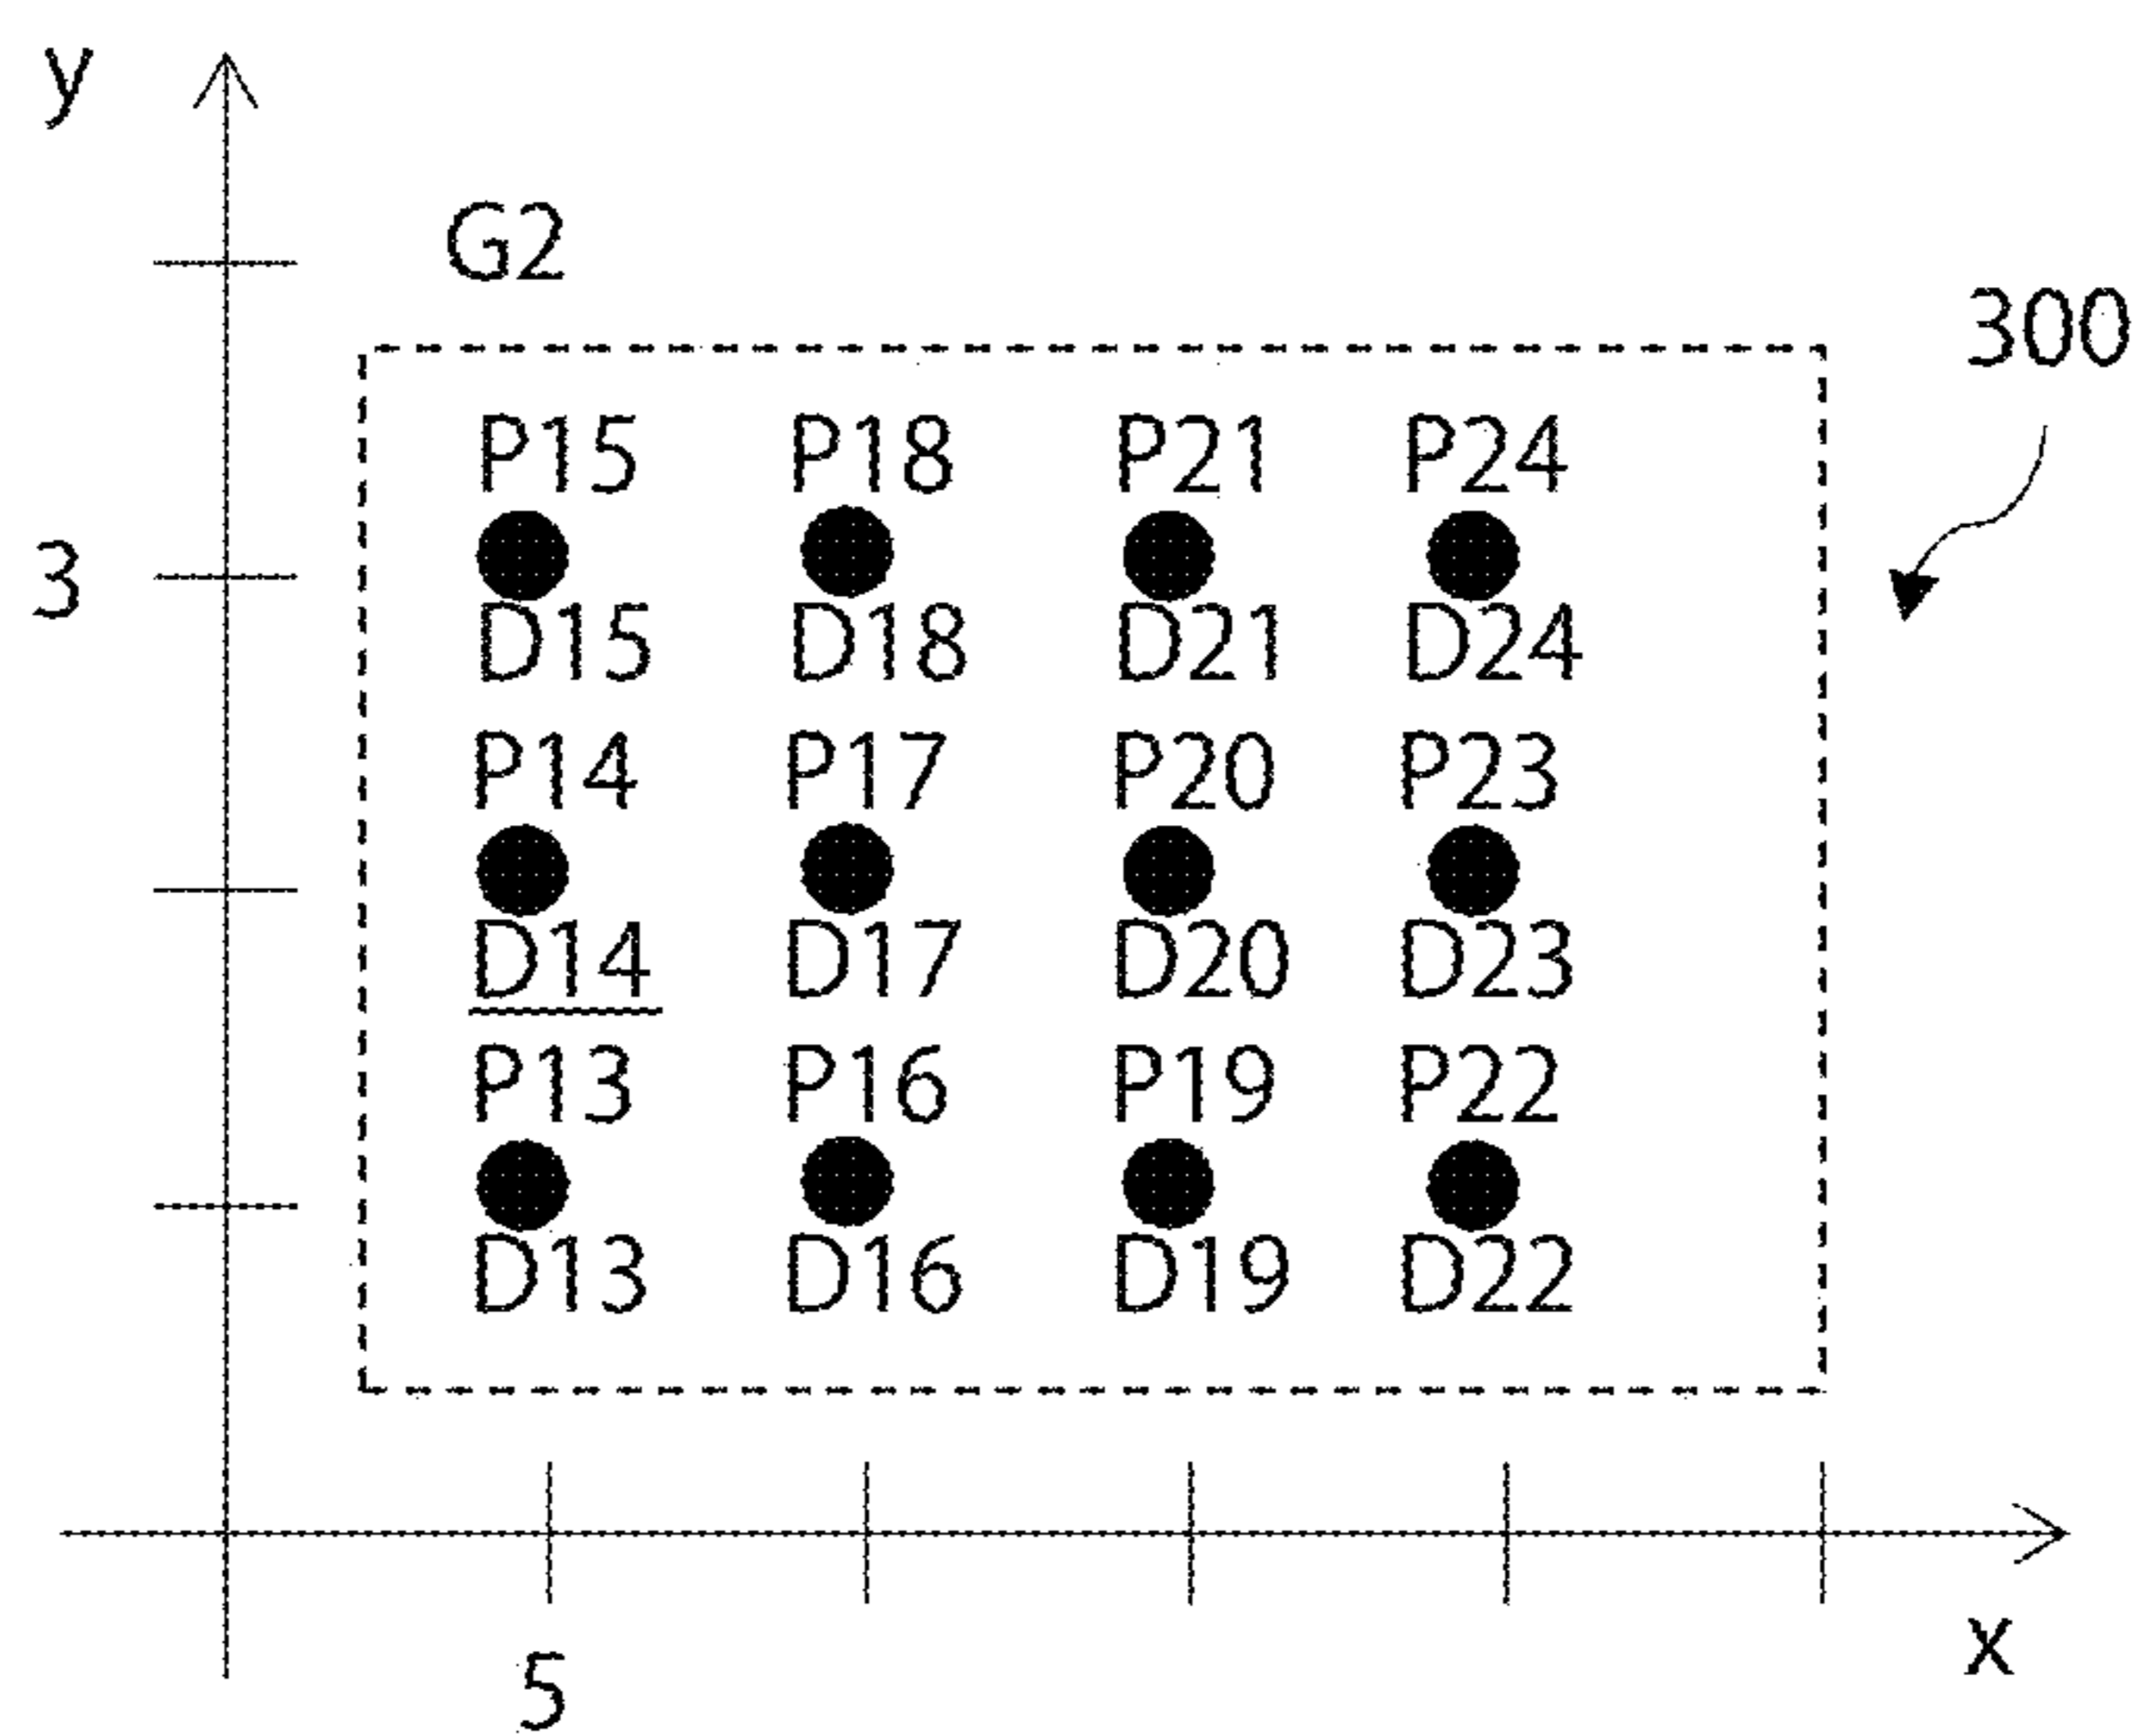 y
G2
300
P15 P18 P21 P24
3
D15 D18 D21 D24
P14 P17 P20 P23
D14 D17 D20 D23
P13 P16 P19 P22
D13 D16 D19 D22
x
5